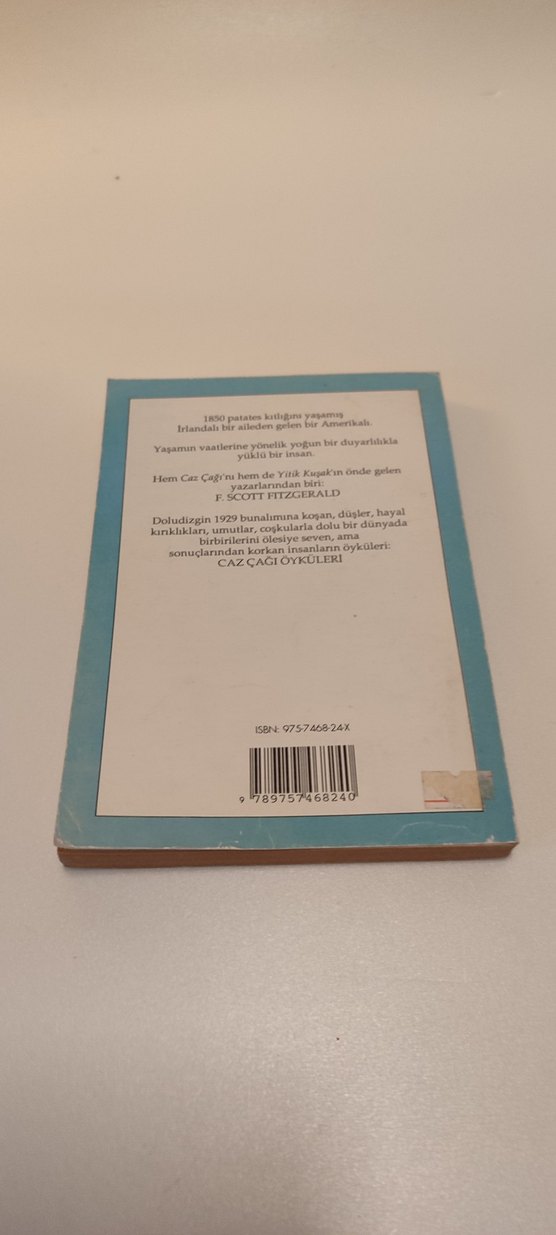 1850 patates kıtlığını yaşamış
İrlandalı bir aileden gelen bir Amerikalı.
Yaşamın vaatlerine yönelik yoğun bir duyarlılıkla
yüklü bir insan.
Hem Caz Çağı'nı hem de Yitik Kuşak'ın önde gelen
yazarlarından biri:
F. SCOTT FITZGERALD
Doludizgin 1929 bunalımına koşan, düşler, hayal
kırıklıkları, umutlar, coşkularla dolu bir dünyada
birbirilerini ölesiye seven, ama
sonuçlarından korkan insanların öyküleri:
CAZ ÇAĞI ÖYKÜLERİ
ISBN: 975-7468-24-X
9 789757 468240